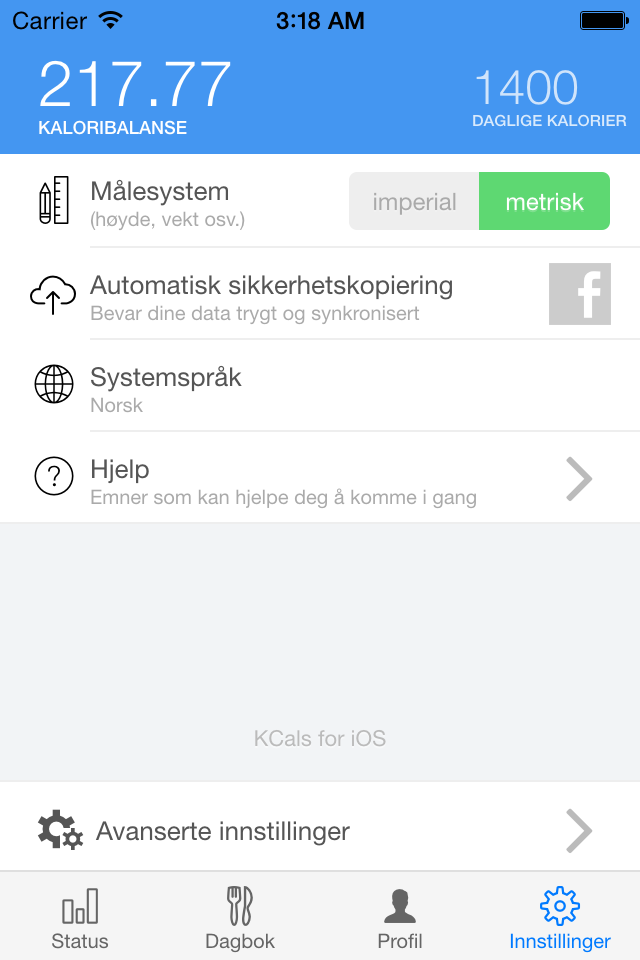 Carrier 3:18 AM
217.77 1400
KALORIBALANSE DAGLIGE KALORIER
Målesystem
(høyde, vekt osv.)
imperial metrisk
Automatisk sikkerhetskopiering
Bevar dine data trygt og synkronisert
f
Systemspråk
Norsk
?
Hjelp
Emner som kan hjelpe deg å komme i gang
KCals for iOS
Avanserte innstillinger
Status Dagbok Profil Innstillinger